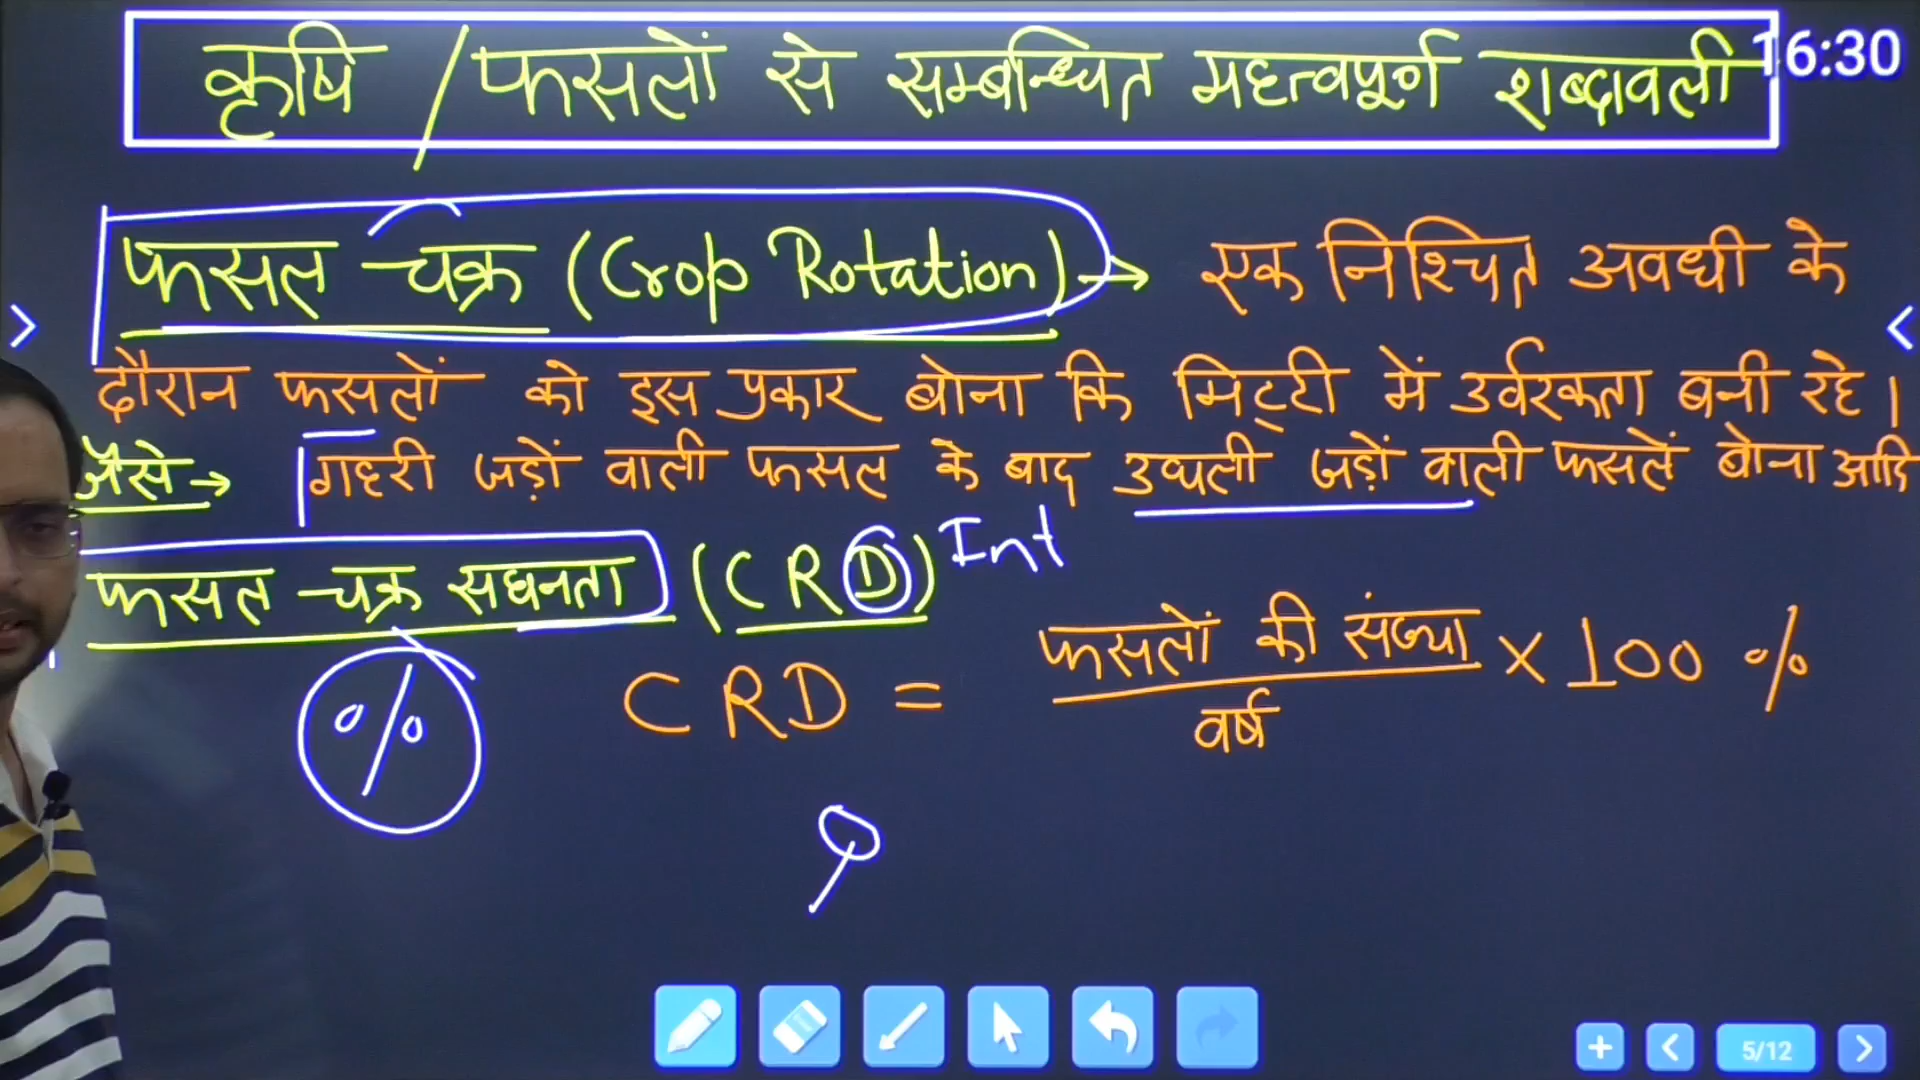 कृषि / फसलों से सम्बन्धित महत्वपूर्ण शब्दावली
16:30
फसल चक्र (Crop Rotation) → एक निश्चित अवधी के
दौरान फसलों को इस प्रकार बोना कि मिट्टी में उर्वरकता बनी रहे।
जैसे → गहरी जड़ों वाली फसल के बाद उथली जड़ों वाली फसलें बोना आदि
फसल चक्र सघनता (CRD) Int
% CRD = फसलों की संख्या / वर्ष × 100 %
5/12